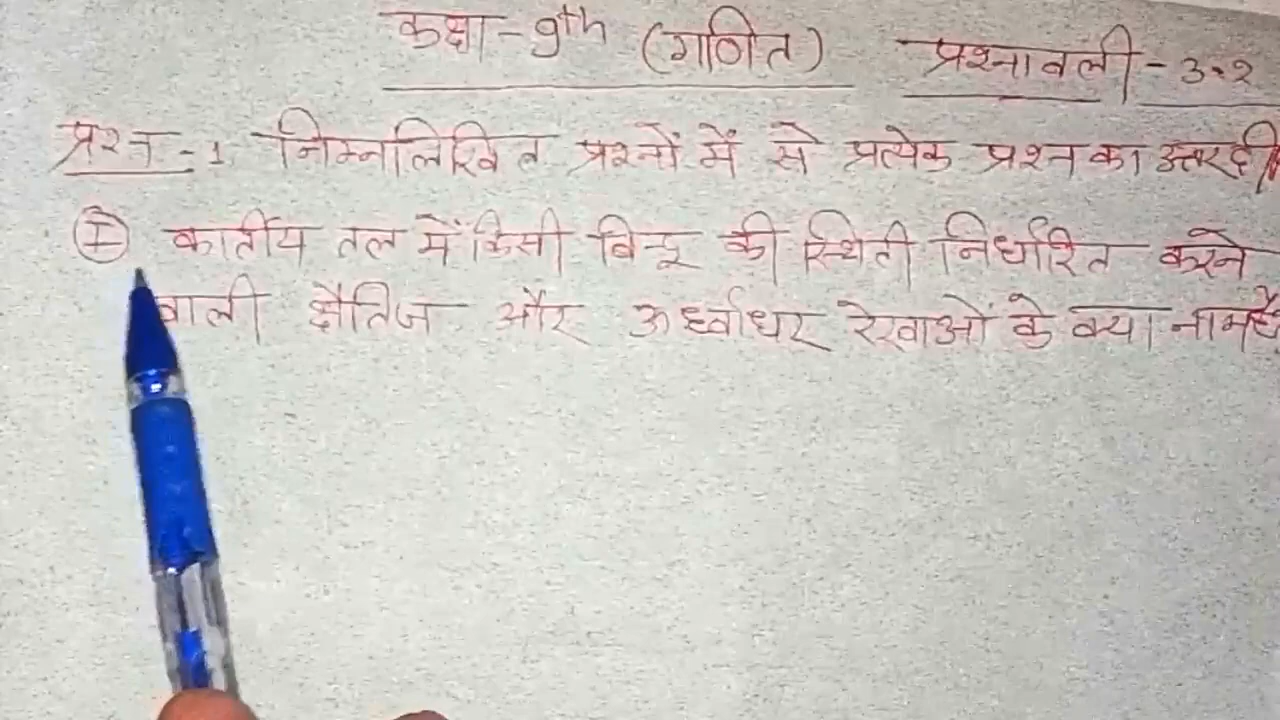 कक्षा - 9th (गणित) प्रश्नावली - 3.2
प्रश्न - 1 निम्नलिखित प्रश्नों में से प्रत्येक प्रश्न का उत्तर दी
I कार्तीय तल में किसी बिन्दू की स्थिती निर्धारित करने
वाली क्षैतिज और ऊर्ध्वाधर रेखाओं के क्या नाम है